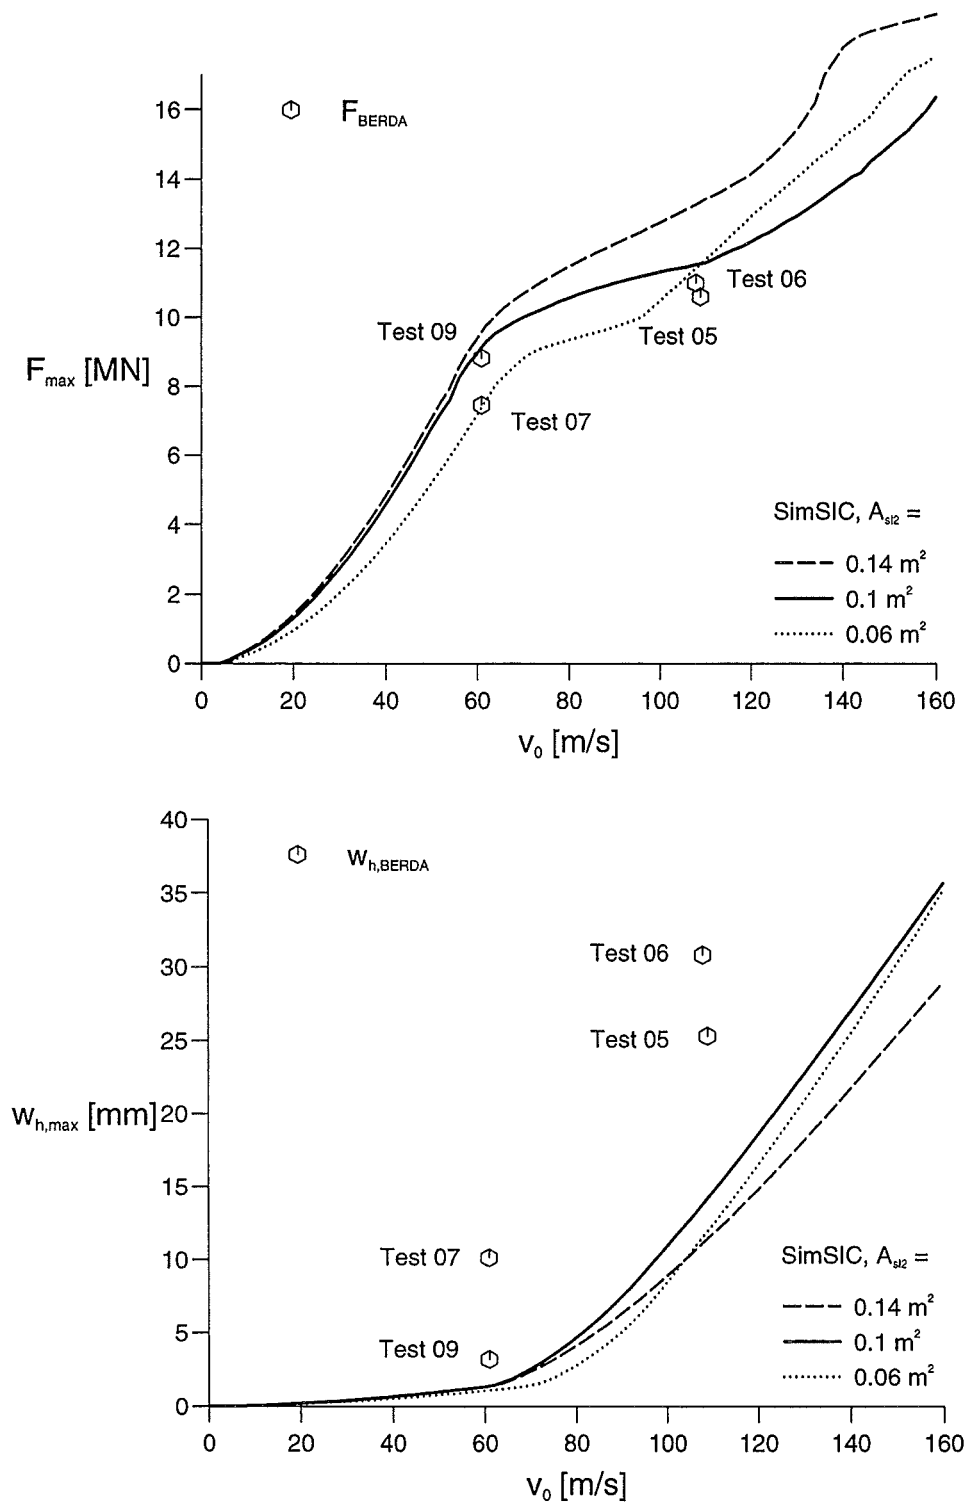 16
F_BERDA
14
12
Test 06
Test 09
10
Test 05
F_max [MN]
8
Test 07
6
SimSIC, A_sl2 =
4
0.14 m²
2
0.1 m²
0.06 m²
0
0 20 40 60 80 100 120 140 160
v_0 [m/s]
40
w_h,BERDA
35
Test 06
30
25
Test 05
w_h,max [mm]
20
15
Test 07
10
SimSIC, A_sl2 =
0.14 m²
5
Test 09
0.1 m²
0.06 m²
0
0 20 40 60 80 100 120 140 160
v_0 [m/s]